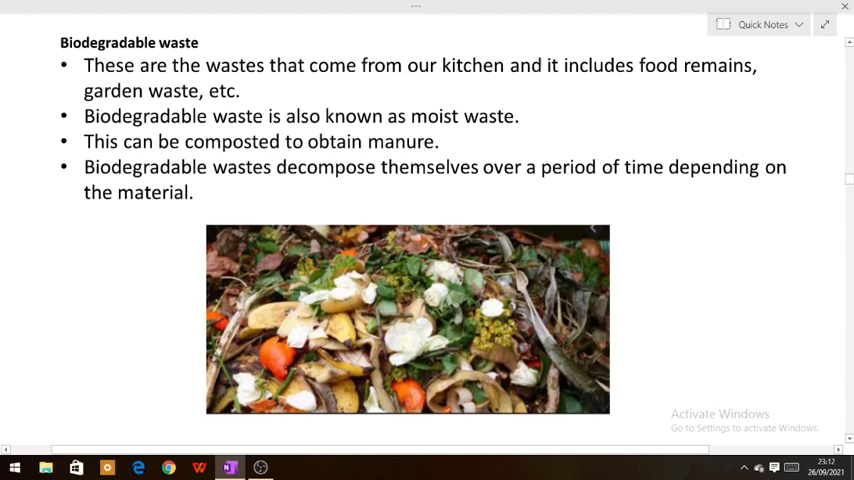 Quick Notes
Biodegradable waste
• These are the wastes that come from our kitchen and it includes food remains,
garden waste, etc.
• Biodegradable waste is also known as moist waste.
• This can be composted to obtain manure.
• Biodegradable wastes decompose themselves over a period of time depending on
the material.
Activate Windows
Go to Settings to activate Windows.
23:12
26/09/2021